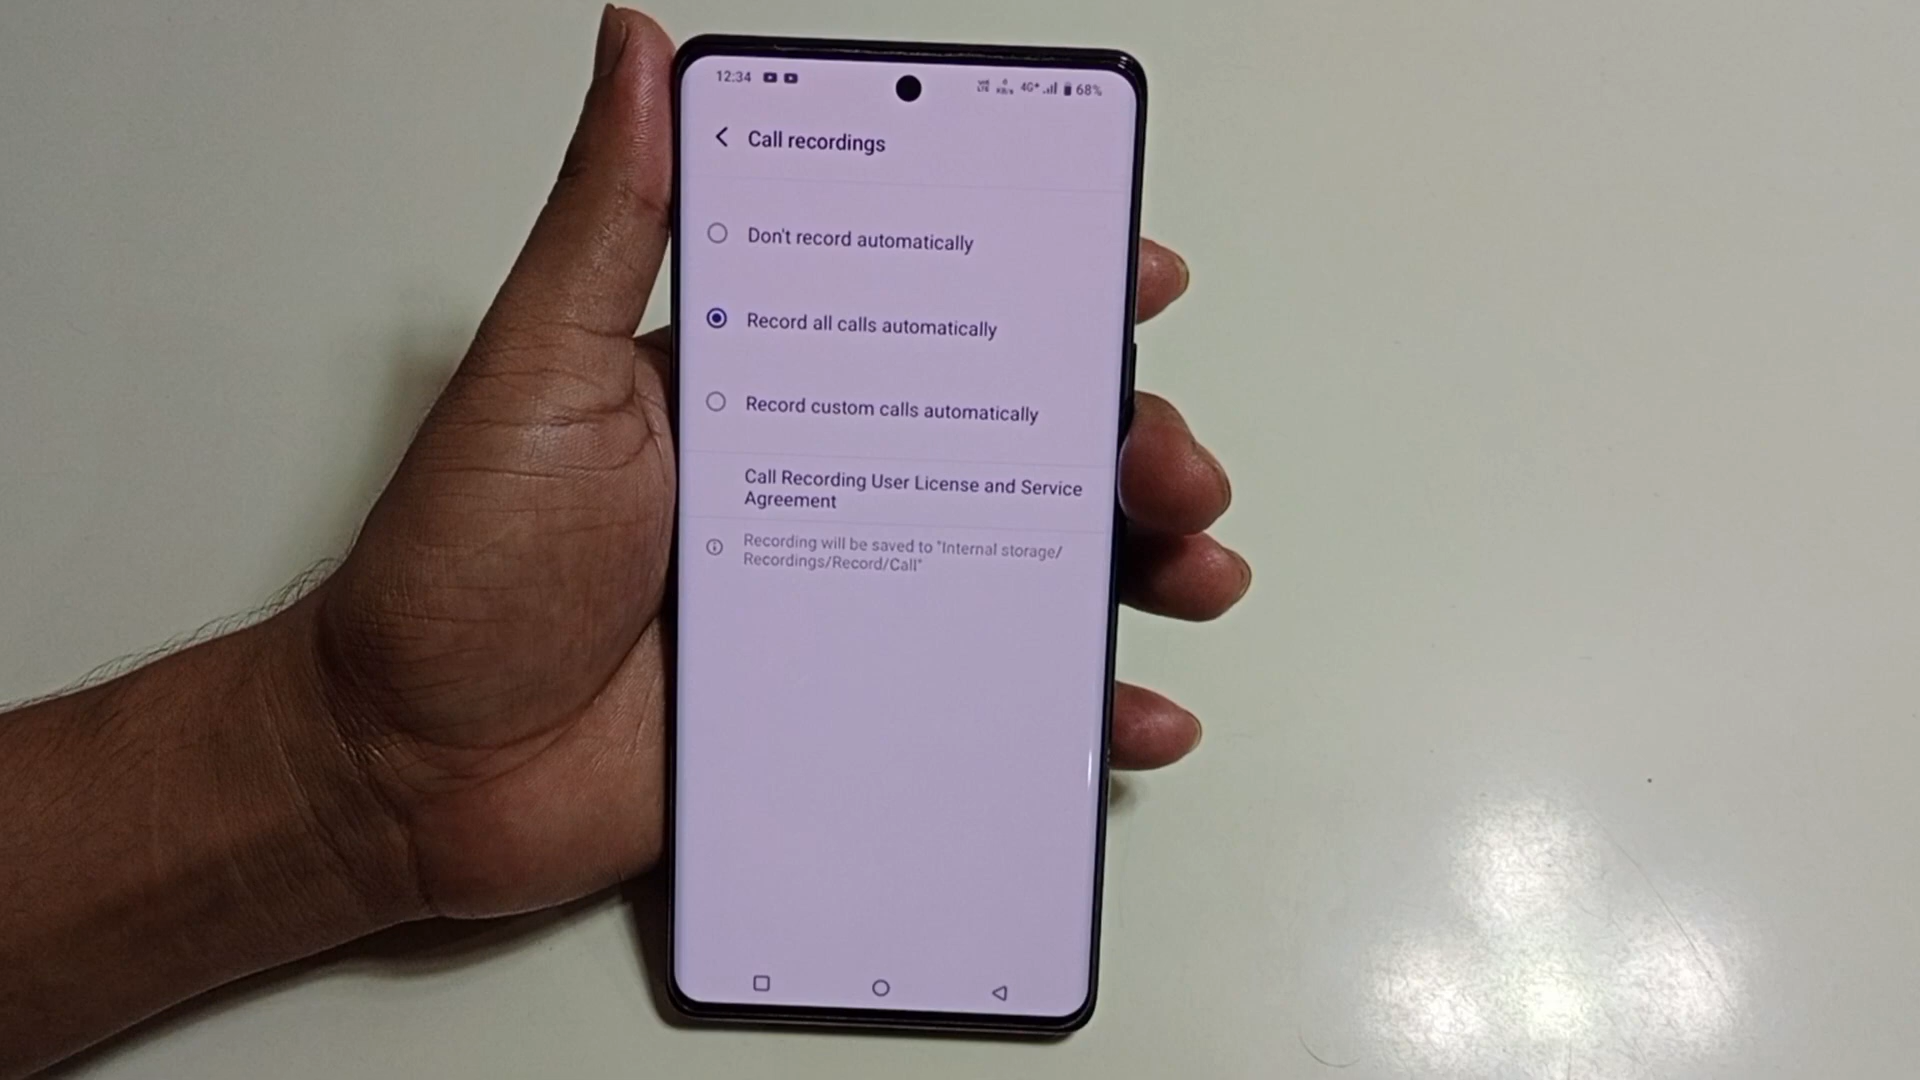 12:34 4G+ 68%
Call recordings
Don't record automatically
Record all calls automatically
Record custom calls automatically
Call Recording User License and Service
Agreement
Recording will be saved to "Internal storage/
Recordings/Record/Call"